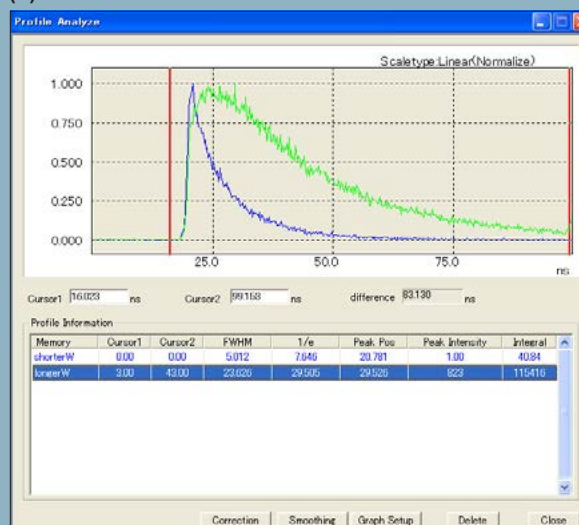 Profile Analyze
Scaletype:Linear(Normalize)
1.000
0.750
0.500
0.250
0.000
25.0 50.0 75.0
ns
Cursor1 16.023 ns Cursor2 99.153 ns difference 83.130 ns
Profile Information
Memory Cursor1 Cursor2 FWHM 1/e Peak Pos Peak Intensity Integral
shorterW 0.00 0.00 5.012 7.646 20.781 1.00 40.84
longerW 3.00 43.00 23.626 29.505 29.526 823 115416
Correction Smoothing Graph Setup Delete Close